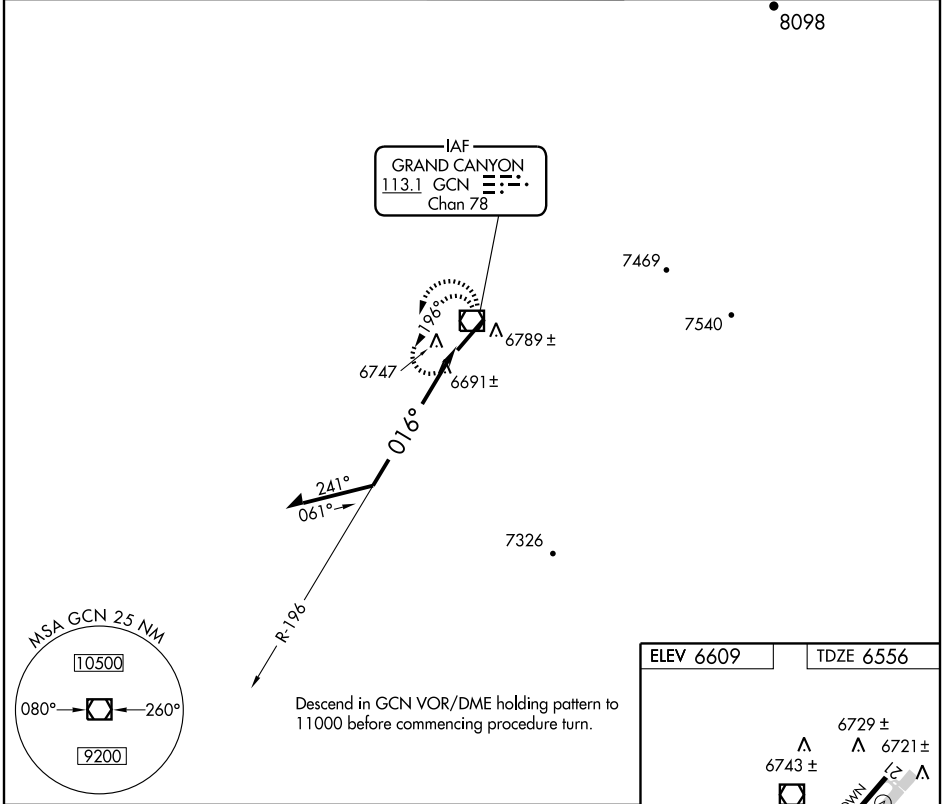 8098
IAF
GRAND CANYON
113.1 GCN
Chan 78
7469
7540
196°
6789 ±
6747
6691±
016°
241°
061°
7326
R-196
MSA GCN 25 NM
10500
080°
260°
9200
Descend in GCN VOR/DME holding pattern to
11000 before commencing procedure turn.
ELEV 6609
TDZE 6556
6729 ±
6721±
6743 ±
21